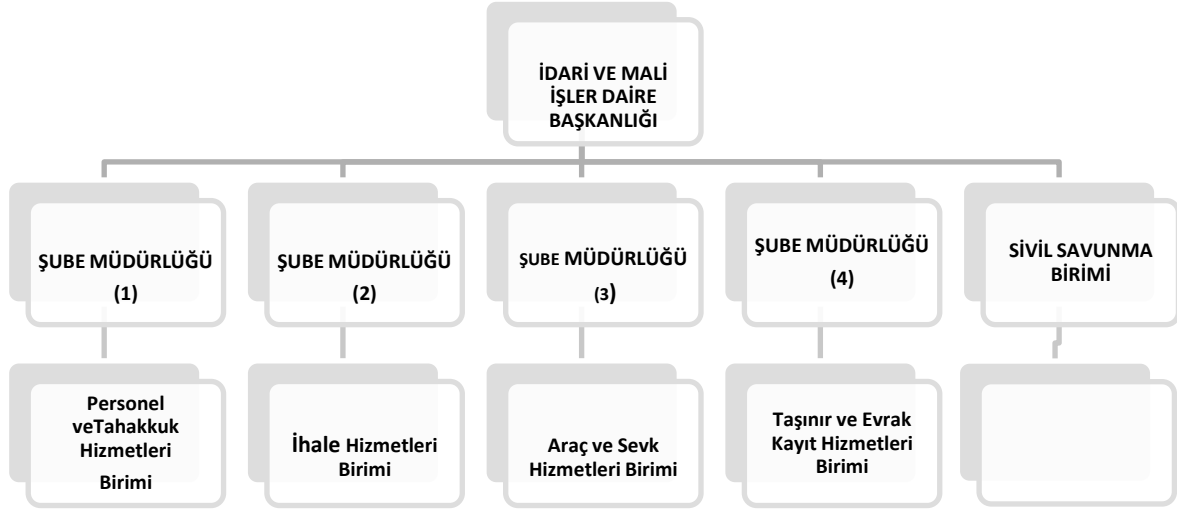 İDARİ VE MALİ
İŞLER DAİRE
BAŞKANLIĞI
ŞUBE MÜDÜRLÜĞÜ
(1)
ŞUBE MÜDÜRLÜĞÜ
(2)
ŞUBE MÜDÜRLÜĞÜ
(3)
ŞUBE MÜDÜRLÜĞÜ
(4)
SİVİL SAVUNMA
BİRİMİ
Personel
veTahakkuk
Hizmetleri
Birimi
İhale Hizmetleri
Birimi
Araç ve Sevk
Hizmetleri Birimi
Taşınır ve Evrak
Kayıt Hizmetleri
Birimi